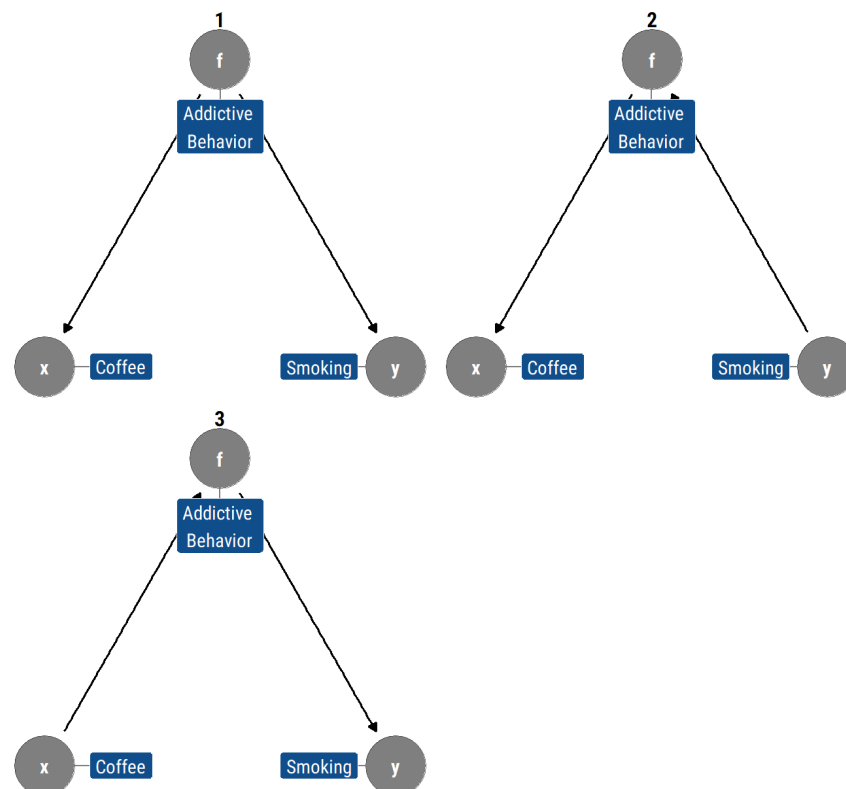 1
f
Addictive
Behavior
x
Coffee
Smoking
y
2
f
Addictive
Behavior
x
Coffee
Smoking
y
3
f
Addictive
Behavior
x
Coffee
Smoking
y